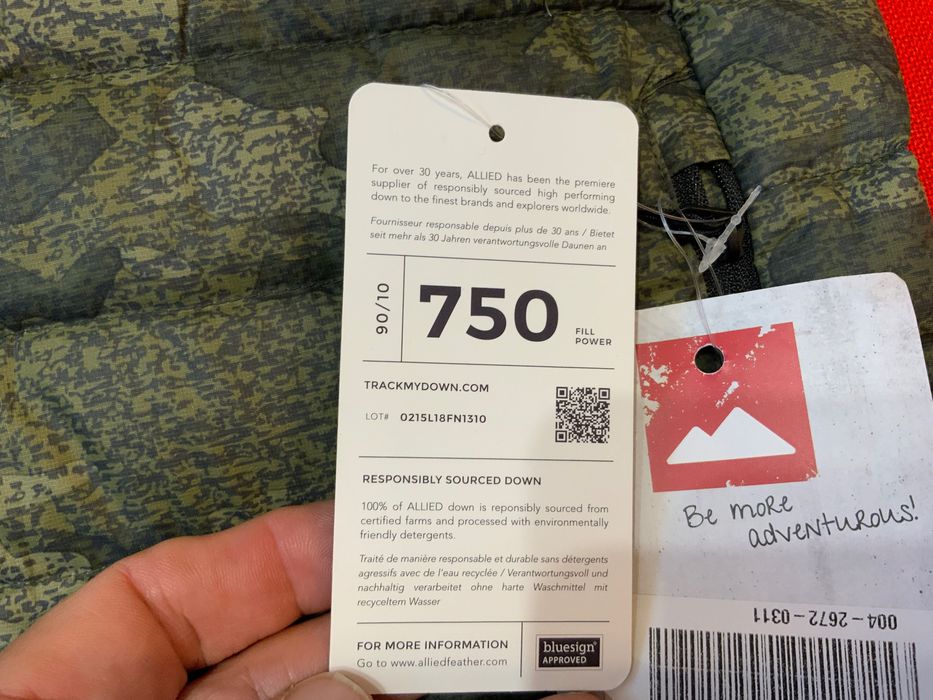 For over 30 years, ALLIED has been the premiere
supplier of responsibly sourced high performing
down to the finest brands and explorers worldwide.
Fournisseur responsable depuis plus de 30 ans / Bietet
seit mehr als 30 Jahren verantwortungsvolle Daunen an
90/10
750
FILL
POWER
TRACKMYDOWN.COM
LOT# 0215L18FN1310
RESPONSIBLY SOURCED DOWN
100% of ALLIED down is reponsibly sourced from
certified farms and processed with environmentally
friendly detergents.
Traité de manière responsable et durable sans détergents
agressifs avec de l'eau recyclée / Verantwortungsvoll und
nachhaltig verarbeitet ohne harte Waschmittel mit
recyceltem Wasser
FOR MORE INFORMATION
Go to www.alliedfeather.com
bluesign®
APPROVED
Be more
adventurous!
004-2672-0311